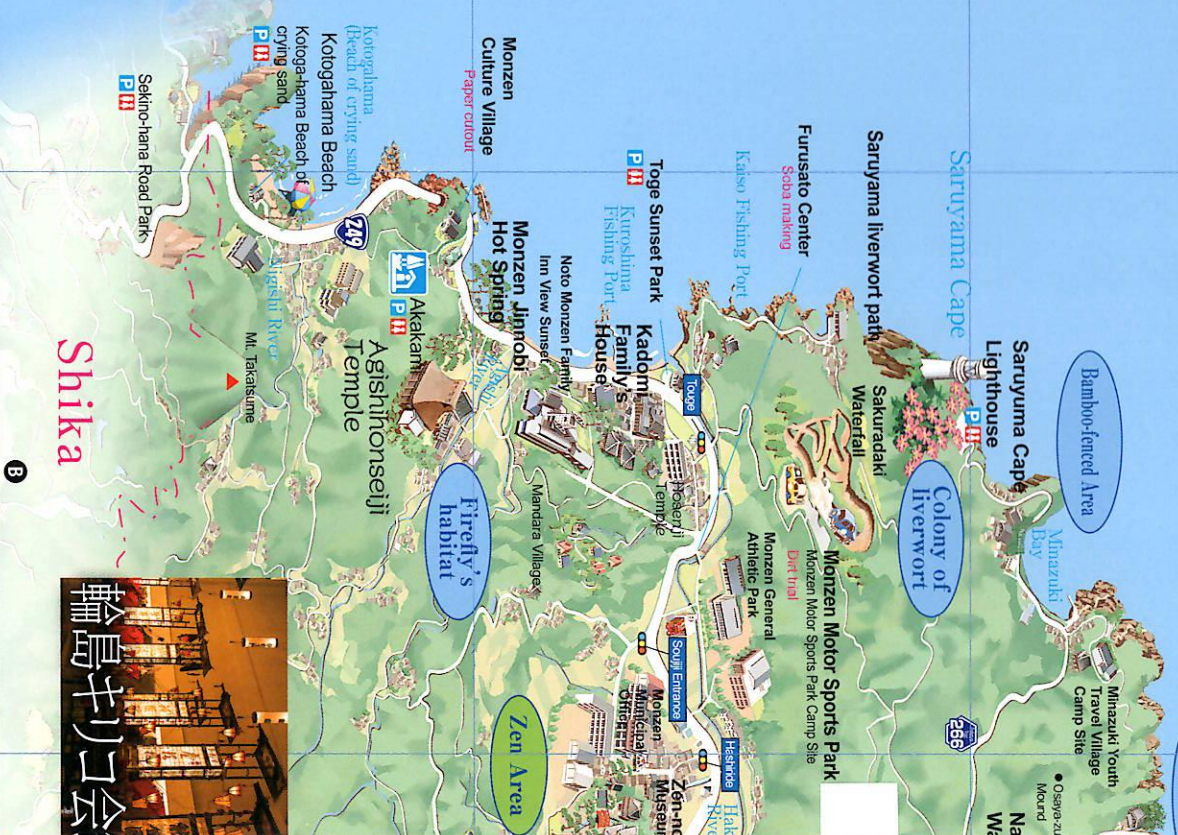 Bamboo-fenced Area
Saruyuma Cape
Lighthouse
P
Minazuki
Bay
Minazuki Youth
Travel Village
Camp Site
Osaya-zu
Mound
Saruyama Cape
Saruyama liverwort path
Sakuradaki
Waterfall
Colony of
liverwort
266
Furusato Center
Soba making
Monzen Motor Sports Park
Monzen Motor Sports Park Camp Site
Dirt trial
Kaiso Fishing Port
Monzen General
Athletic Park
Toge Sunset Park
P
Kuroshima
Fishing Port
Touge
Kadomi
Family's
House
Hosenji
Temple
Noto Monzen Family
Inn View Sunset
Mandara Village
Soujiji Entrance
Monzen
Municipal
Office
Hashiride
Monzen
Culture Village
Paper cutout
Monzen Jinnobi
Hot Spring
Firefly's
habitat
Zen Area
Kotogahama
(Beach of crying sand)
Kotogahama Beach
Kotoga-hama Beach of
crying sand
P
249
Akakami
P
Agishihonseiji
Temple
Mt. Takatsume
Sekino-hana Road Park
P
Shika
B
輪島キリコ会